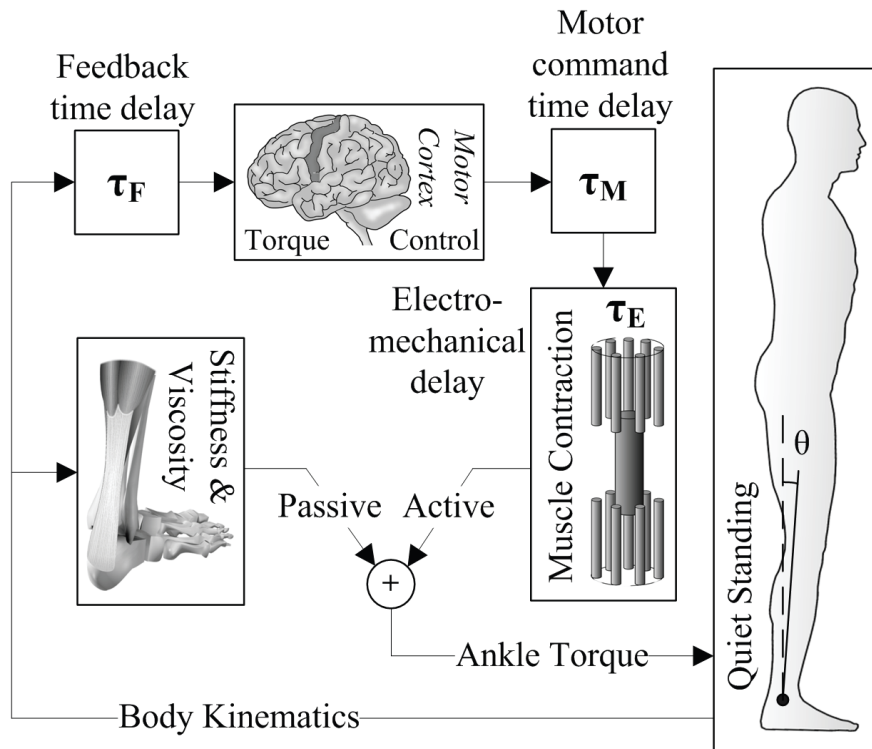 Feedback
time delay
τF
Motor
Cortex
Torque Control
Motor
command
time delay
τM
Electro-
mechanical
delay
τE
Muscle Contraction
Stiffness &
Viscosity
Passive
Active
+
Ankle Torque
Body Kinematics
Quiet Standing
θ